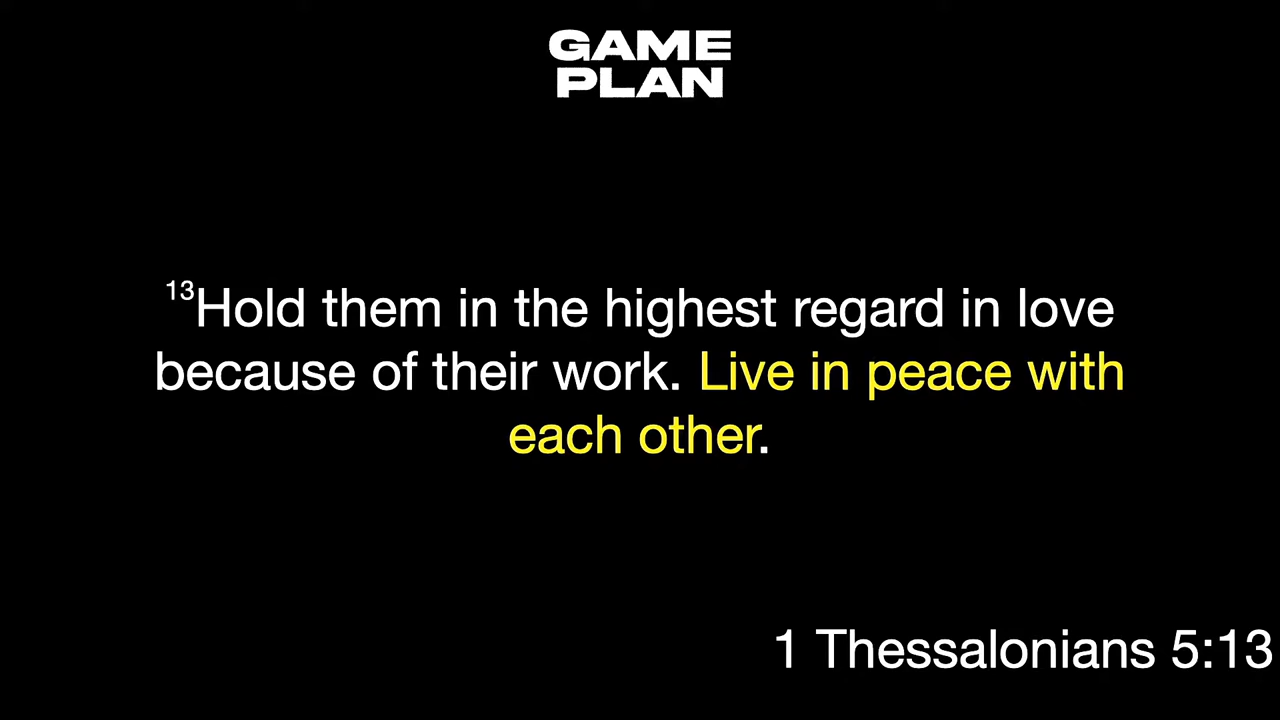 GAME
PLAN
¹³Hold them in the highest regard in love
because of their work. Live in peace with
each other.
1 Thessalonians 5:13